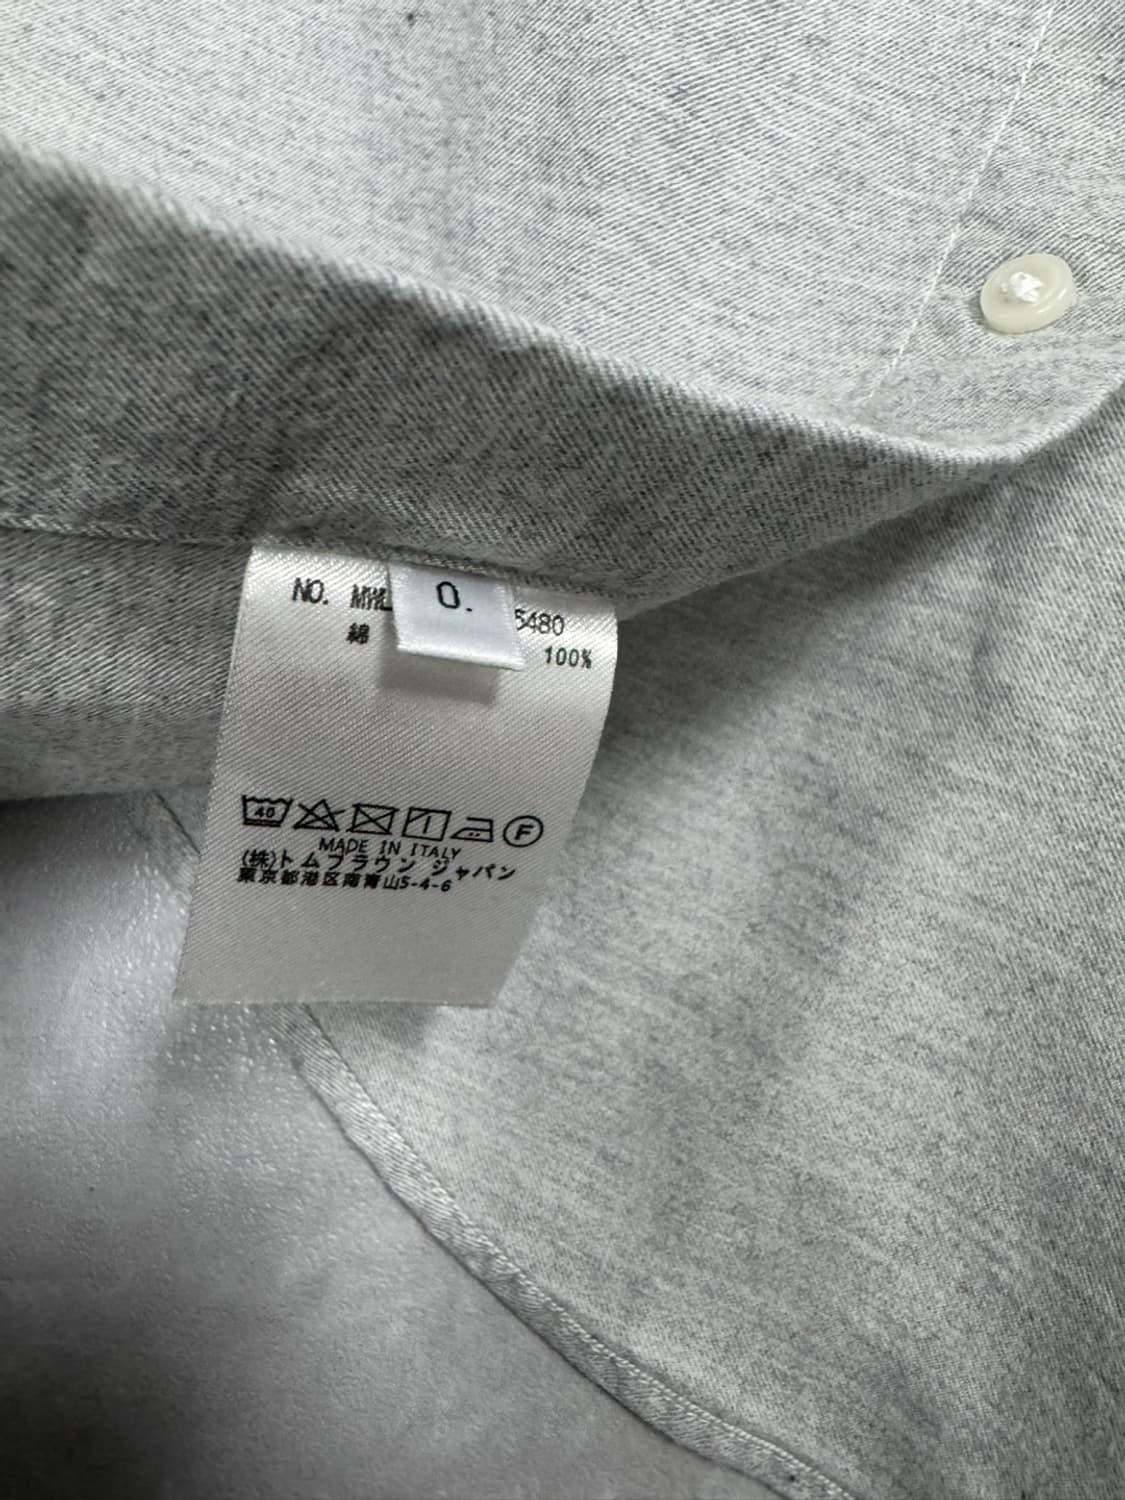 NO.
0.
5480
綿 100%
40
F
MADE IN ITALY
(株)トム ブラウン ジャパン
東京都港区南青山5-4-6